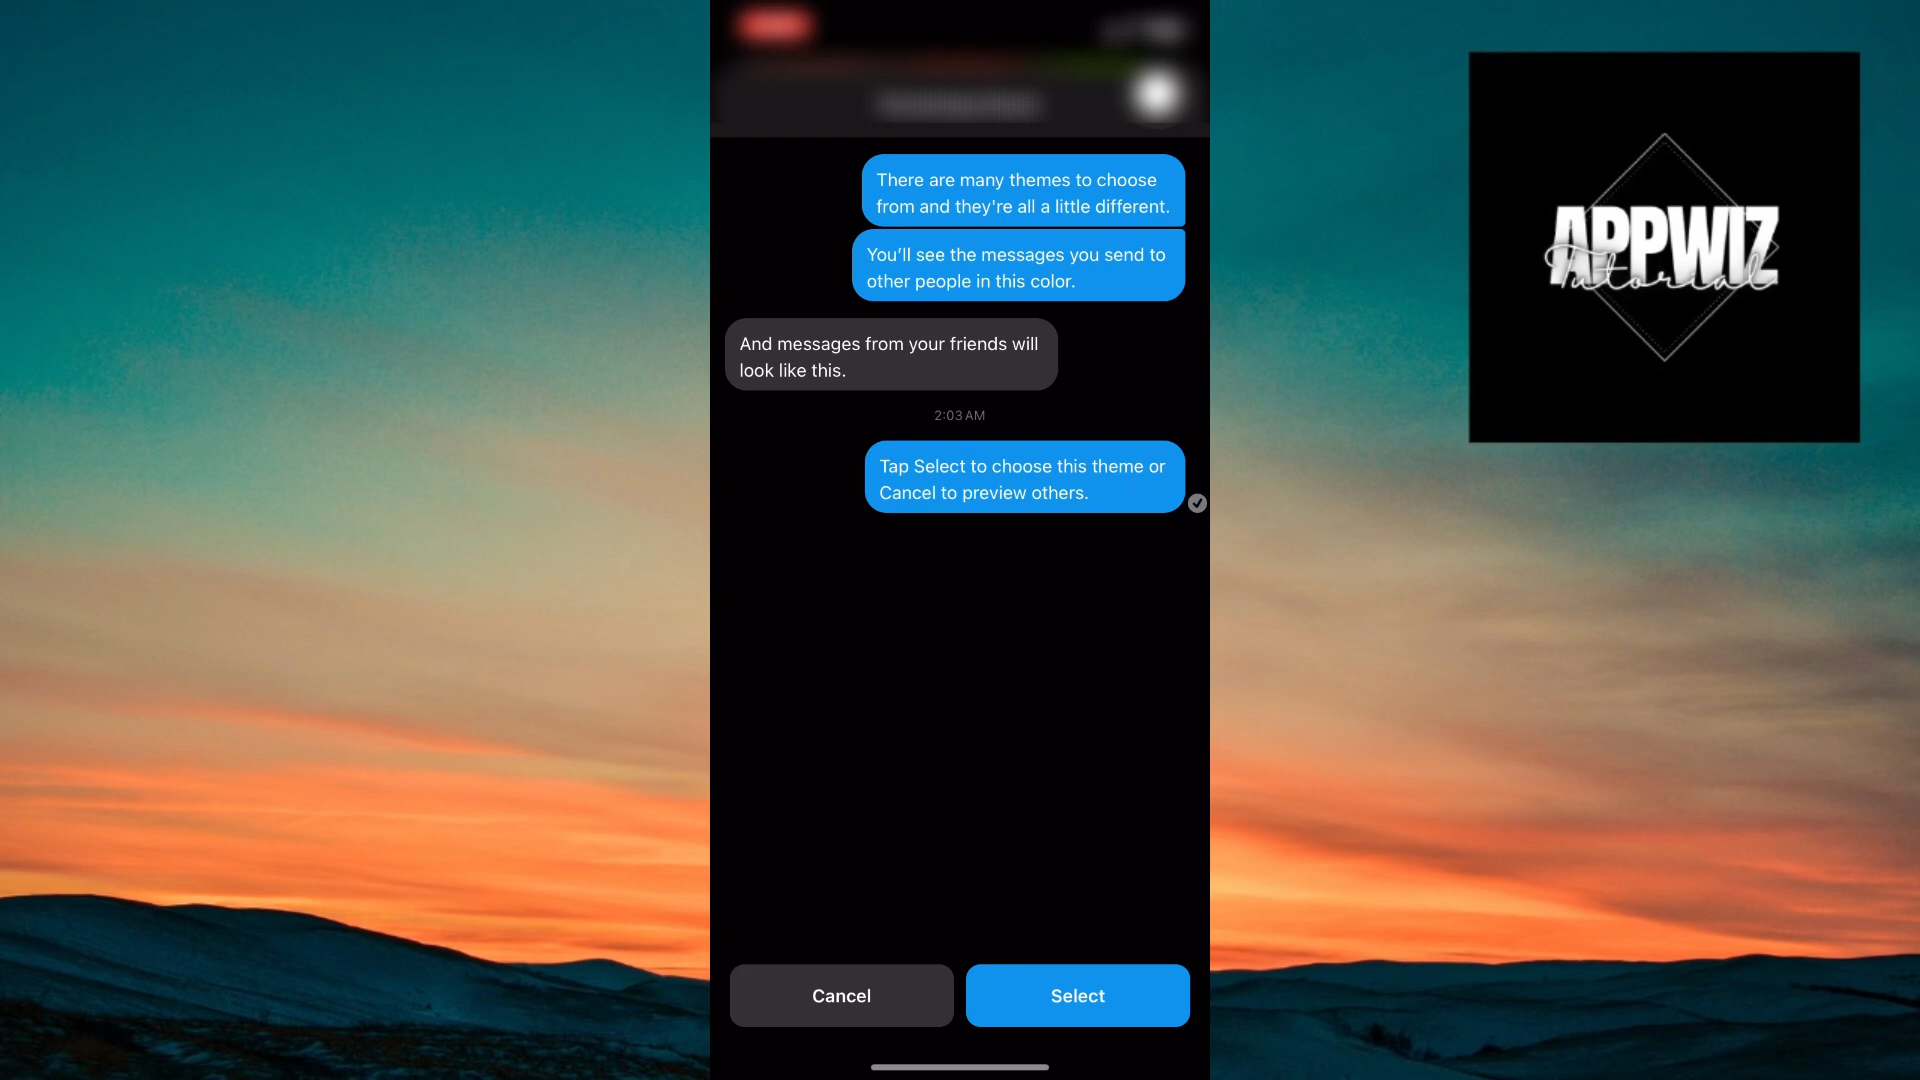 There are many themes to choose
from and they're all a little different.
You’ll see the messages you send to
other people in this color.
And messages from your friends will
look like this.
2:03 AM
Tap Select to choose this theme or
Cancel to preview others.
Cancel
Select
APPWIZ
Tutorial